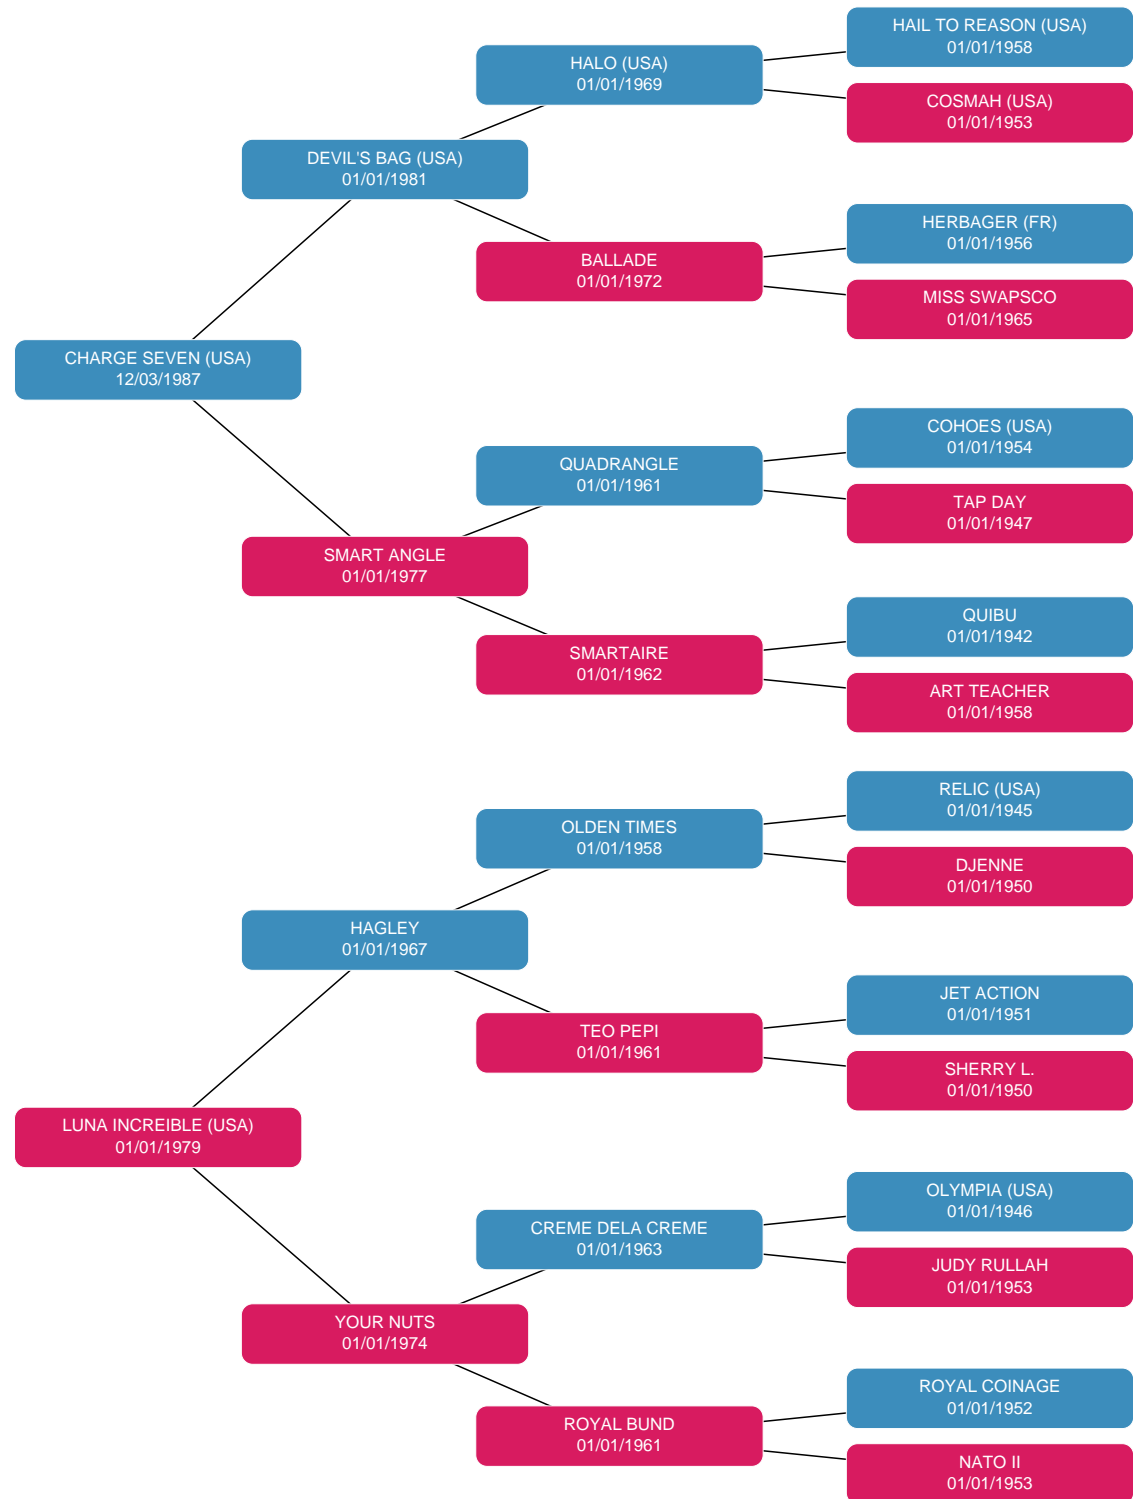 HAIL TO REASON (USA)
01/01/1958
HALO (USA)
01/01/1969
COSMAH (USA)
01/01/1953
DEVIL'S BAG (USA)
01/01/1981
HERBAGER (FR)
01/01/1956
BALLADE
01/01/1972
MISS SWAPSCO
01/01/1965
CHARGE SEVEN (USA)
12/03/1987
COHOES (USA)
01/01/1954
QUADRANGLE
01/01/1961
TAP DAY
01/01/1947
SMART ANGLE
01/01/1977
QUIBU
01/01/1942
SMARTAIRE
01/01/1962
ART TEACHER
01/01/1958
RELIC (USA)
01/01/1945
OLDEN TIMES
01/01/1958
DJENNE
01/01/1950
HAGLEY
01/01/1967
JET ACTION
01/01/1951
TEO PEPI
01/01/1961
SHERRY L.
01/01/1950
LUNA INCREIBLE (USA)
01/01/1979
OLYMPIA (USA)
01/01/1946
CREME DELA CREME
01/01/1963
JUDY RULLAH
01/01/1953
YOUR NUTS
01/01/1974
ROYAL COINAGE
01/01/1952
ROYAL BUND
01/01/1961
NATO II
01/01/1953